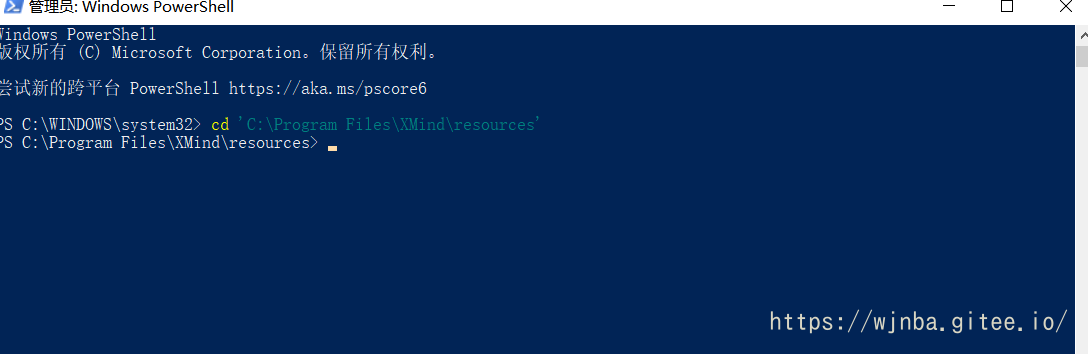 管理员: Windows PowerShell
Windows PowerShell
版权所有 (C) Microsoft Corporation。保留所有权利。
尝试新的跨平台 PowerShell https://aka.ms/pscore6
PS C:\WINDOWS\system32> cd 'C:\Program Files\XMind\resources'
PS C:\Program Files\XMind\resources>
https://wjnba.gitee.io/